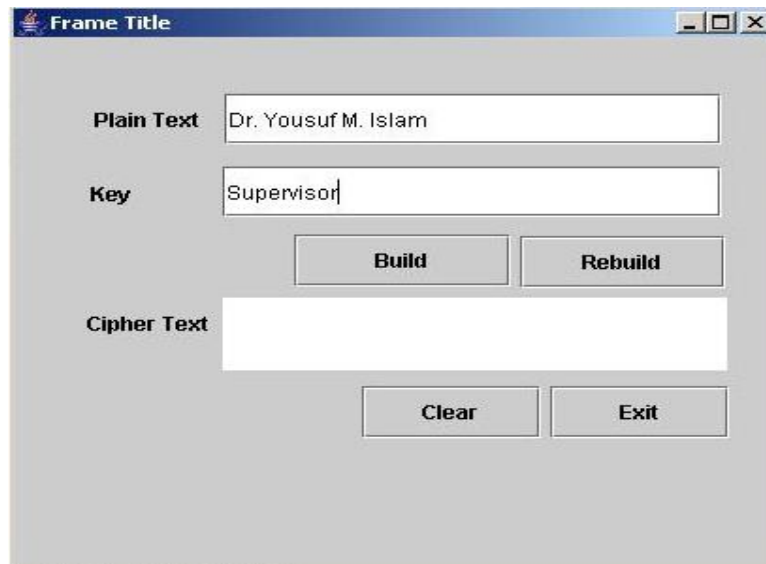 Frame Title
Plain Text Dr. Yousuf M. Islam
Key Supervisor
Build Rebuild
Cipher Text
Clear Exit